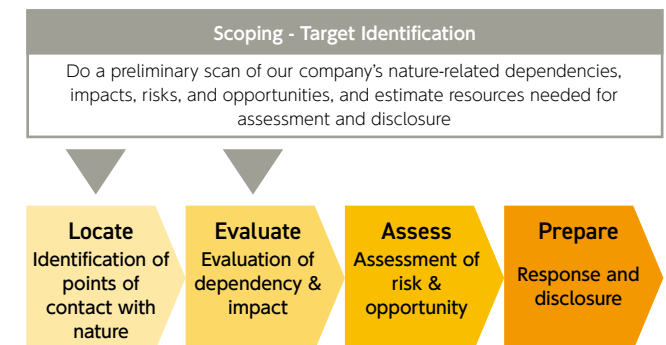 Scoping - Target Identification
Do a preliminary scan of our company's nature-related dependencies,
impacts, risks, and opportunities, and estimate resources needed for
assessment and disclosure
Locate
Identification of
points of
contact with
nature
Evaluate
Evaluation of
dependency &
impact
Assess
Assessment of
risk &
opportunity
Prepare
Response and
disclosure